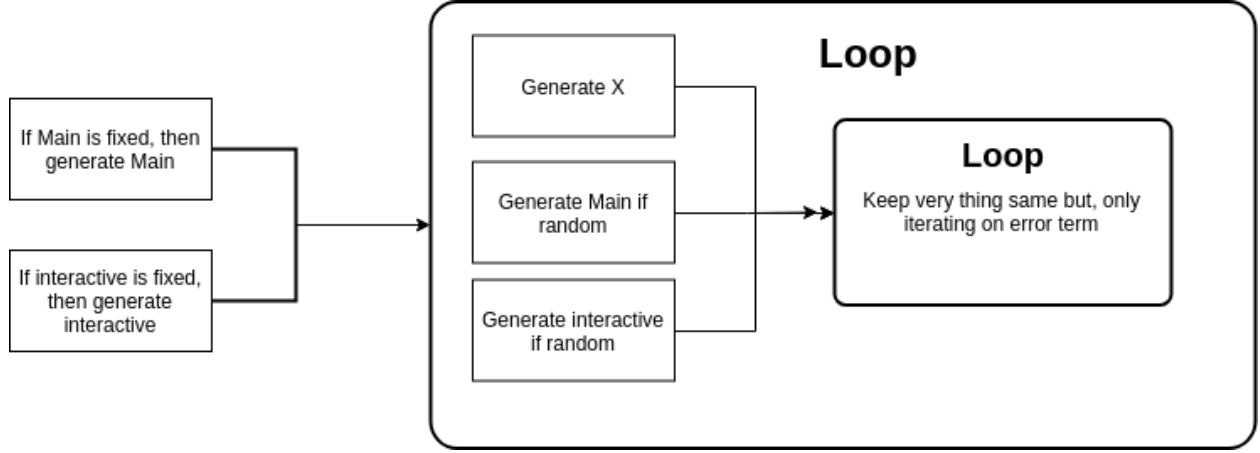 If Main is fixed, then
generate Main
If interactive is fixed,
then generate
interactive
Loop
Generate X
Generate Main if
random
Generate interactive
if random
Loop
Keep very thing same but, only
iterating on error term